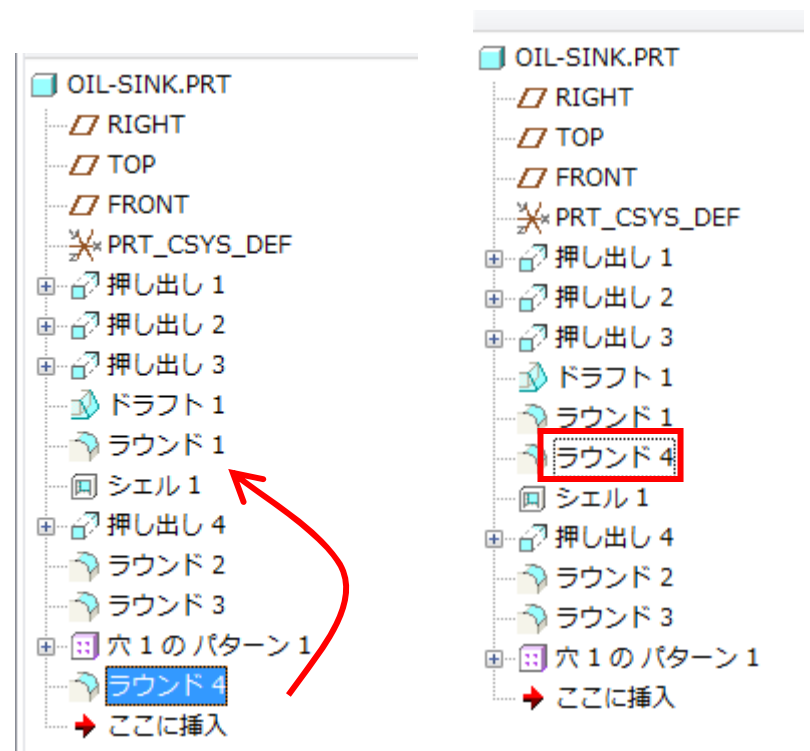 OIL-SINK.PRT
RIGHT
TOP
FRONT
PRT_CSYS_DEF
押し出し 1
押し出し 2
押し出し 3
ドラフト 1
ラウンド 1
シェル 1
押し出し 4
ラウンド 2
ラウンド 3
穴 1 の パターン 1
ラウンド 4
ここに挿入
OIL-SINK.PRT
RIGHT
TOP
FRONT
PRT_CSYS_DEF
押し出し 1
押し出し 2
押し出し 3
ドラフト 1
ラウンド 1
ラウンド 4
シェル 1
押し出し 4
ラウンド 2
ラウンド 3
穴 1 の パターン 1
ここに挿入